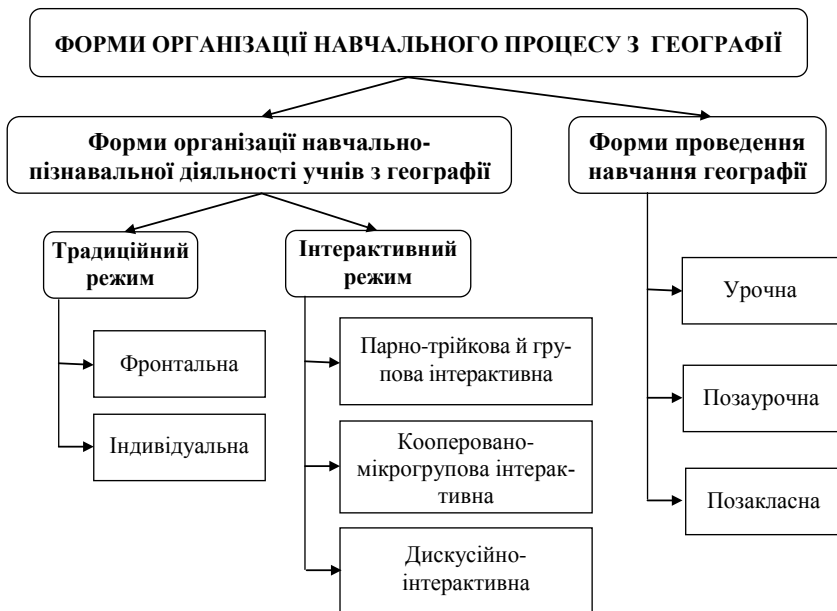 ФОРМИ ОРГАНІЗАЦІЇ НАВЧАЛЬНОГО ПРОЦЕСУ З ГЕОГРАФІЇ
Форми організації навчально-
пізнавальної діяльності учнів з географії
Форми проведення
навчання географії
Традиційний
режим
Інтерактивний
режим
Фронтальна
Індивідуальна
Парно-трійкова й гру-
пова інтерактивна
Кооперовано-
мікрогрупова інтерак-
тивна
Дискусійно-
інтерактивна
Урочна
Позаурочна
Позакласна